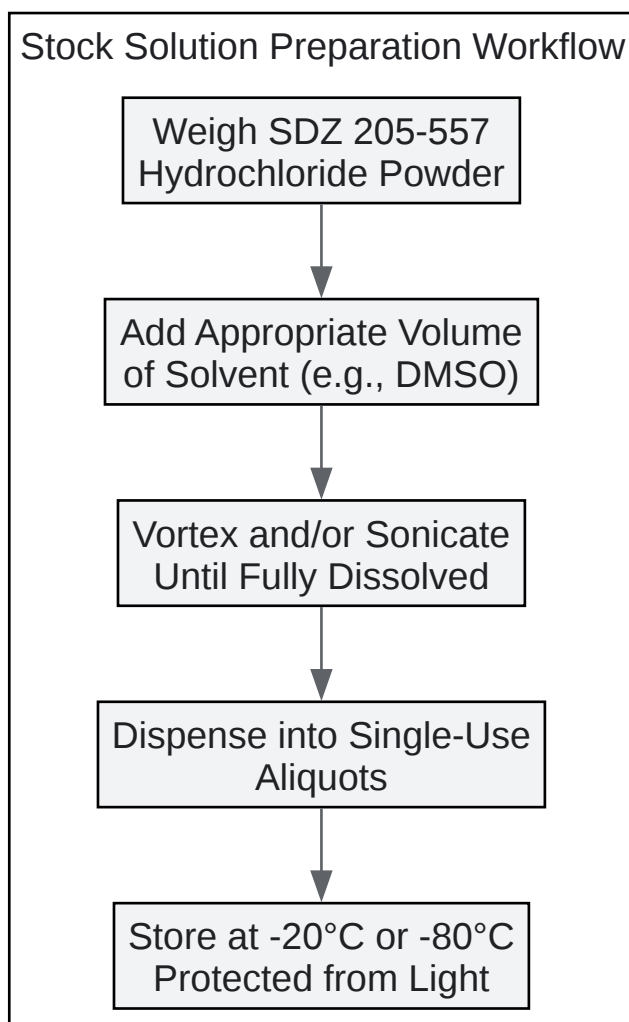 Stock Solution Preparation Workflow
Weigh SDZ 205-557
Hydrochloride Powder
Add Appropriate Volume
of Solvent (e.g., DMSO)
Vortex and/or Sonicate
Until Fully Dissolved
Dispense into Single-Use
Aliquots
Store at -20°C or -80°C
Protected from Light